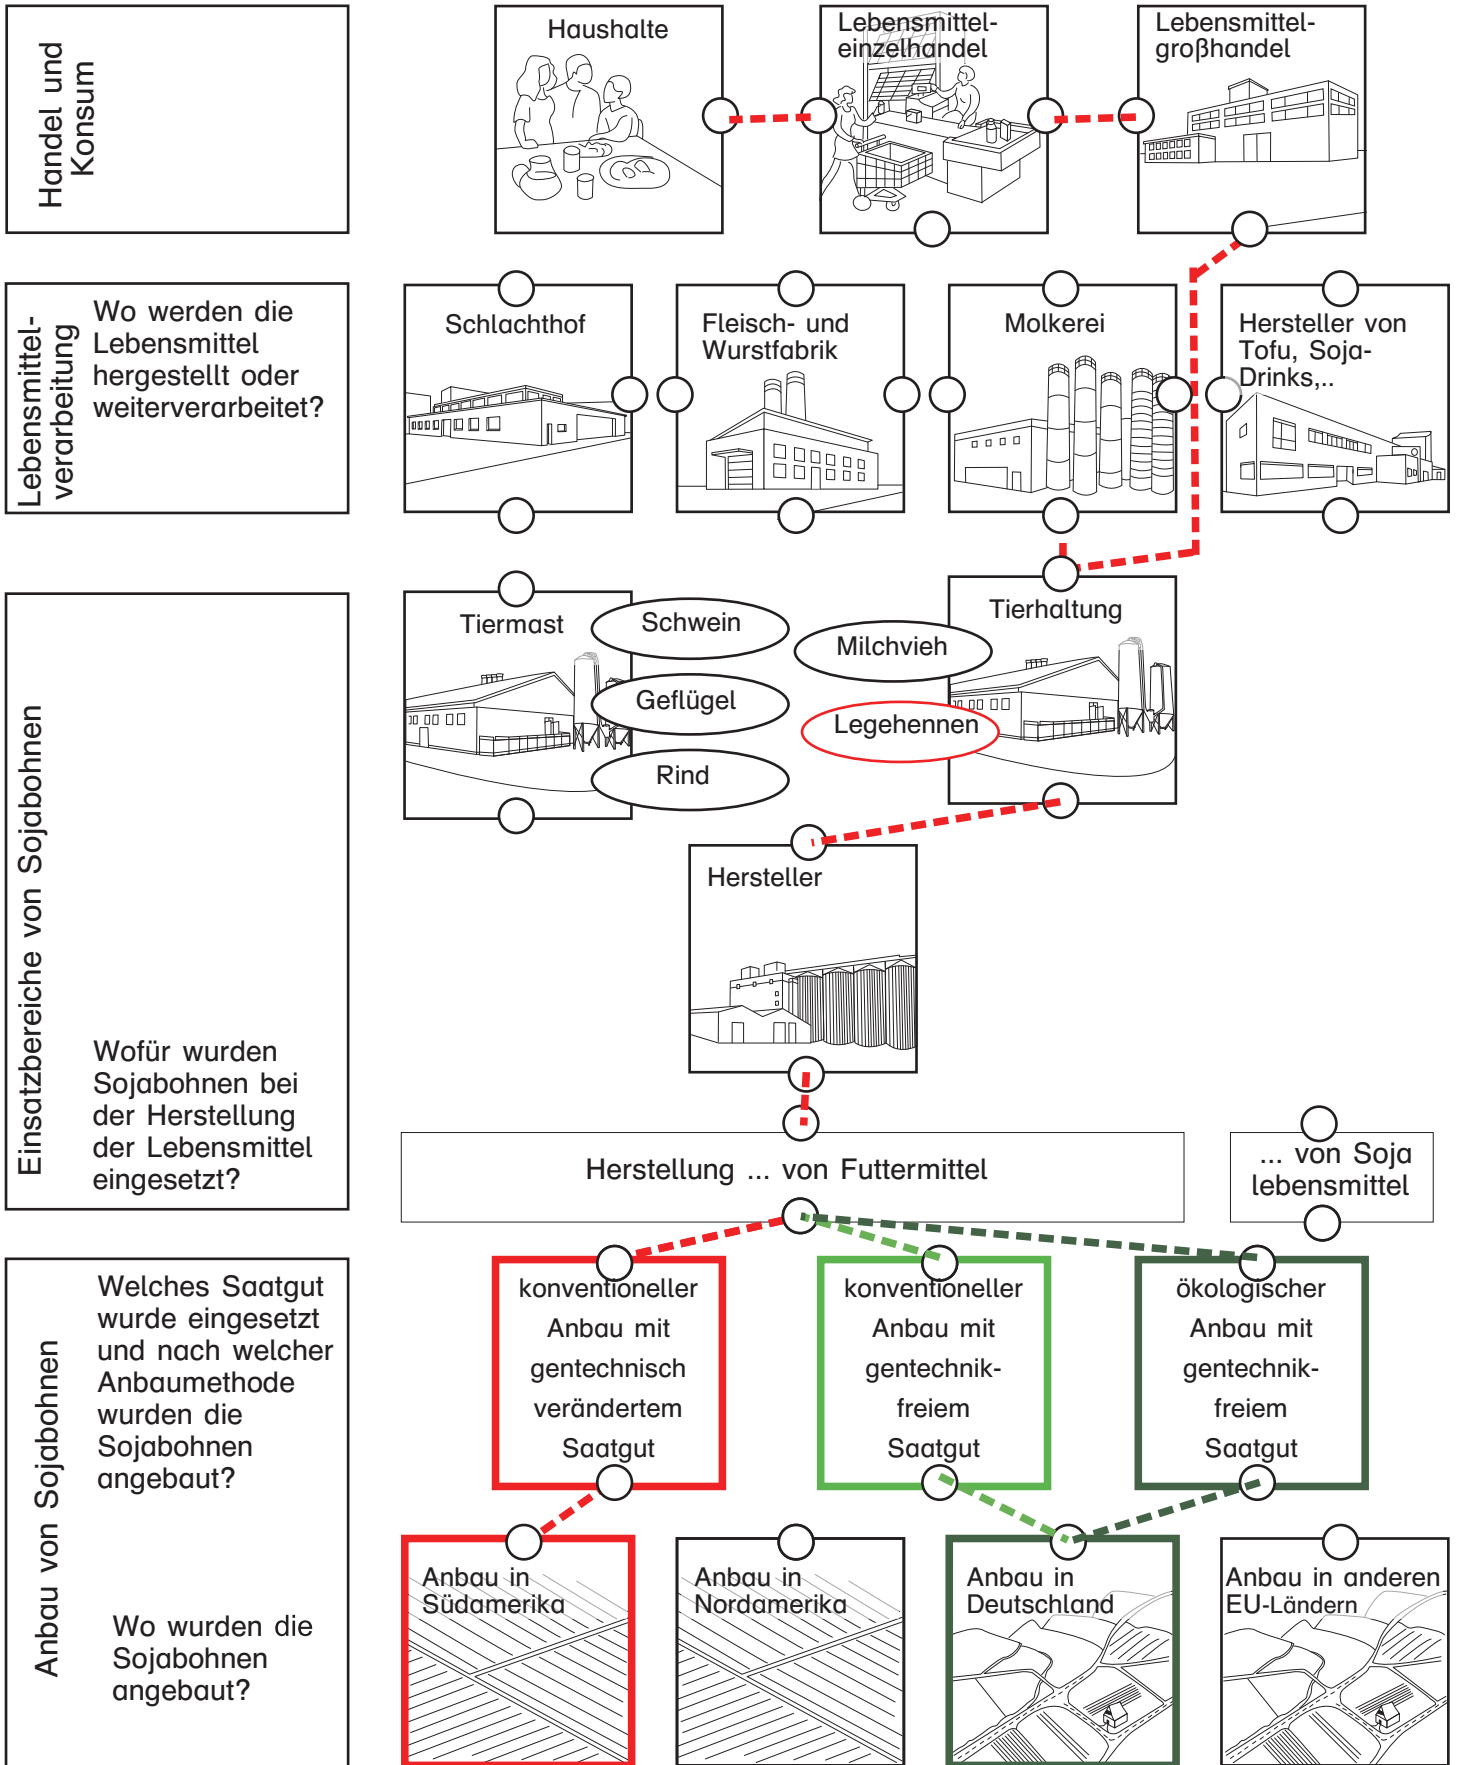 Handel und
Konsum
Haushalte
Lebensmittel-
einzelhandel
Lebensmittel-
großhandel
Lebensmittel-
verarbeitung
Wo werden die
Lebensmittel
hergestellt oder
weiterverarbeitet?
Schlachthof
Fleisch- und
Wurstfabrik
Molkerei
Hersteller von
Tofu, Soja-
Drinks,..
Einsatzbereiche von Sojabohnen
Wofür wurden
Sojabohnen bei
der Herstellung
der Lebensmittel
eingesetzt?
Tiermast
Schwein
Geflügel
Rind
Milchvieh
Legehennen
Tierhaltung
Hersteller
Herstellung ... von Futtermittel
... von Soja
lebensmittel
Anbau von Sojabohnen
Welches Saatgut
wurde eingesetzt
und nach welcher
Anbaumethode
wurden die
Sojabohnen
angebaut?
konventioneller
Anbau mit
gentechnisch
verändertem
Saatgut
konventioneller
Anbau mit
gentechnik-
freiem
Saatgut
ökologischer
Anbau mit
gentechnik-
freiem
Saatgut
Wo wurden die
Sojabohnen
angebaut?
Anbau in
Südamerika
Anbau in
Nordamerika
Anbau in
Deutschland
Anbau in anderen
EU-Ländern